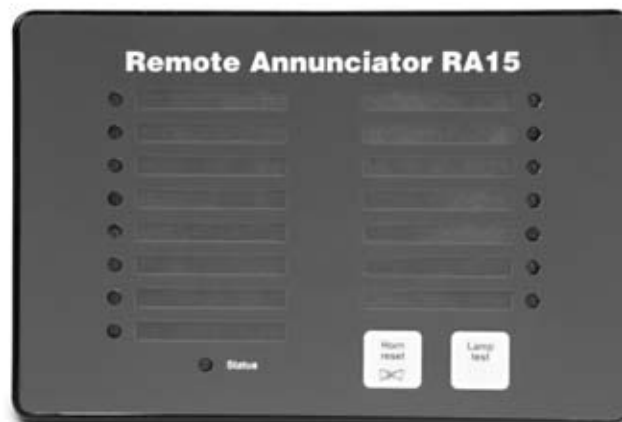 Remote Annunciator RA15
Horn
reset
Lamp
test
Status